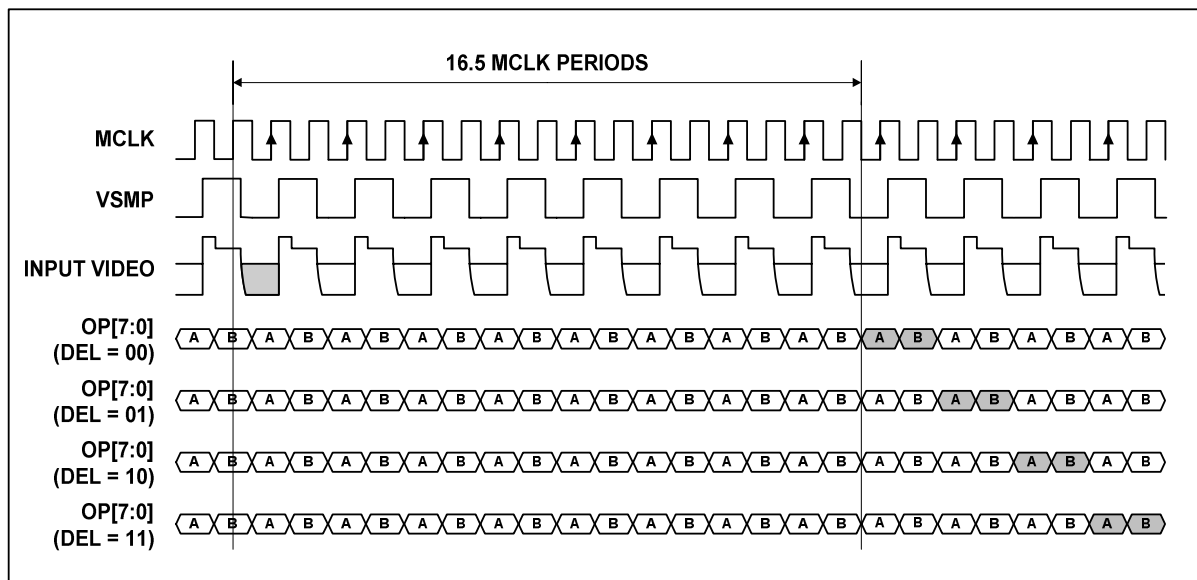 16.5 MCLK PERIODS
MCLK
VSMP
INPUT VIDEO
OP[7:0]
(DEL = 00)
A B A B A B A B A B A B A B A B A B A B A B A B A B
OP[7:0]
(DEL = 01)
A B A B A B A B A B A B A B A B A B A B A B A B A B
OP[7:0]
(DEL = 10)
A B A B A B A B A B A B A B A B A B A B A B A B A B
OP[7:0]
(DEL = 11)
A B A B A B A B A B A B A B A B A B A B A B A B A B